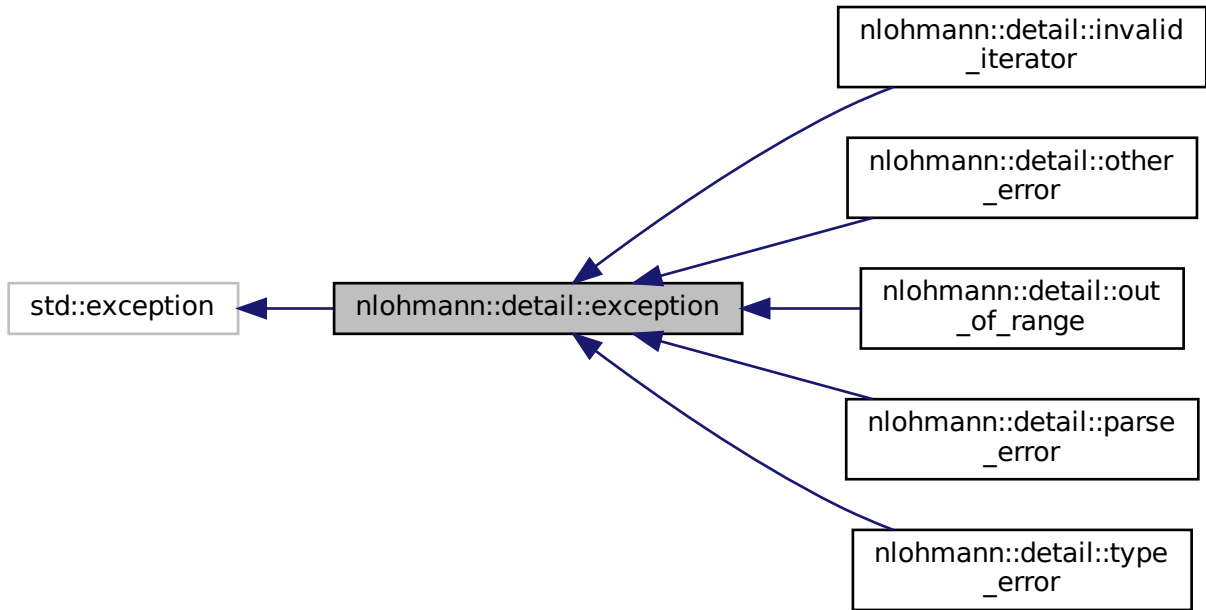 nlohmann::detail::invalid
_iterator
nlohmann::detail::other
_error
std::exception
nlohmann::detail::exception
nlohmann::detail::out
_of_range
nlohmann::detail::parse
_error
nlohmann::detail::type
_error